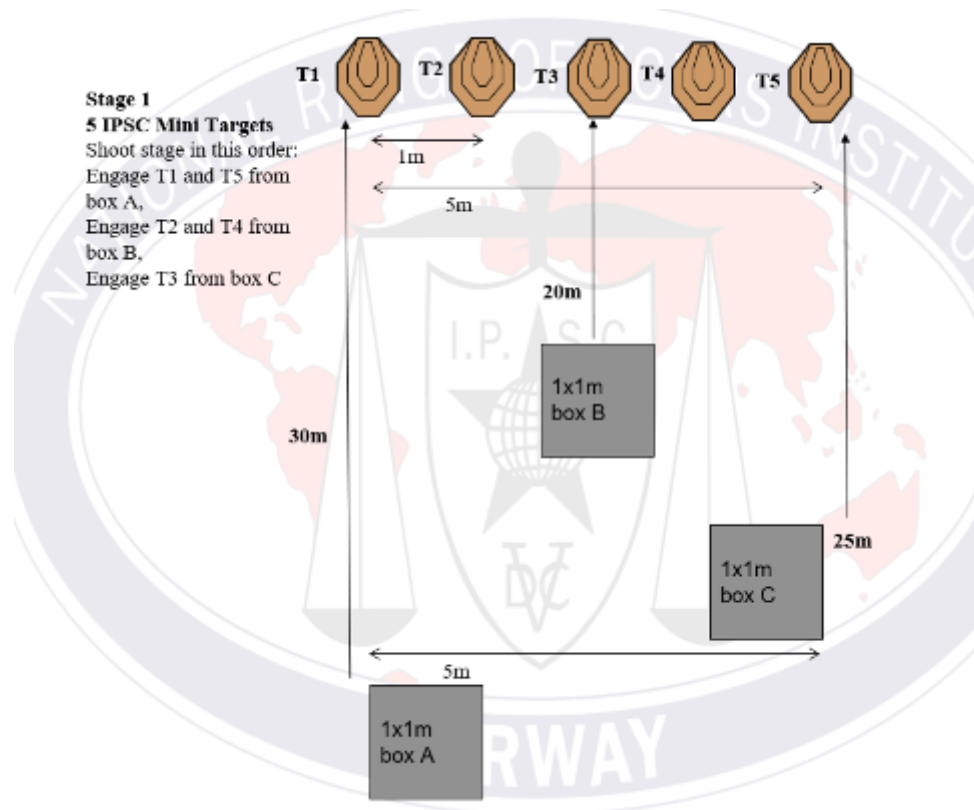 T1
T2
T3
T4
T5
Stage 1
5 IPSC Mini Targets
Shoot stage in this order:
Engage T1 and T5 from
box A,
Engage T2 and T4 from
box B,
Engage T3 from box C
1m
5m
20m
I.P.S.C
1x1m
box B
30m
25m
1x1m
box C
DVC
5m
1x1m
box A